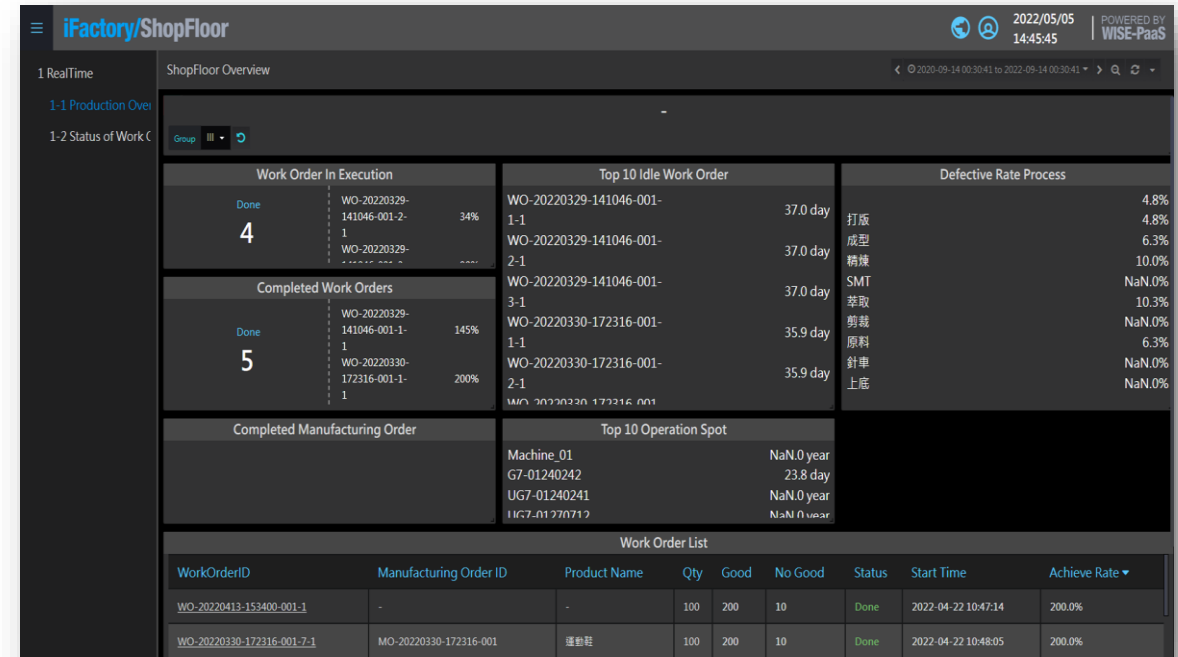 iFactory/ShopFloor
2022/05/05
14:45:45
POWERED BY
WISE-PaaS
1 RealTime
1-1 Production Over
1-2 Status of Work
ShopFloor Overview
2020-09-14 00:30:41 to 2022-09-14 00:30:41
-
Group
Work Order In Execution
Done
4
WO-20220329-
141046-001-2-
1
34%
WO-20220329-
Completed Work Orders
Done
5
WO-20220329-
141046-001-1-
1
145%
WO-20220330-
172316-001-1-
1
200%
Completed Manufacturing Order
Top 10 Idle Work Order
WO-20220329-141046-001-
1-1
37.0 day
WO-20220329-141046-001-
2-1
37.0 day
WO-20220329-141046-001-
3-1
37.0 day
WO-20220330-172316-001-
1-1
35.9 day
WO-20220330-172316-001-
2-1
35.9 day
WO-20220330-172316-001
Top 10 Operation Spot
Machine_01 NaN.0 year
G7-01240242 23.8 day
UG7-01240241 NaN.0 year
UG7-01270712 NaN.0 year
Defective Rate Process
4.8%
打版 4.8%
成型 6.3%
精煉 10.0%
SMT NaN.0%
萃取 10.3%
剪裁 NaN.0%
原料 6.3%
針車 NaN.0%
上底 NaN.0%
Work Order List
WorkOrderID Manufacturing Order ID Product Name Qty Good No Good Status Start Time Achieve Rate
WO-20220413-153400-001-1 - - 100 200 10 Done 2022-04-22 10:47:14 200.0%
WO-20220330-172316-001-7-1 MO-20220330-172316-001 運動鞋 100 200 10 Done 2022-04-22 10:48:05 200.0%